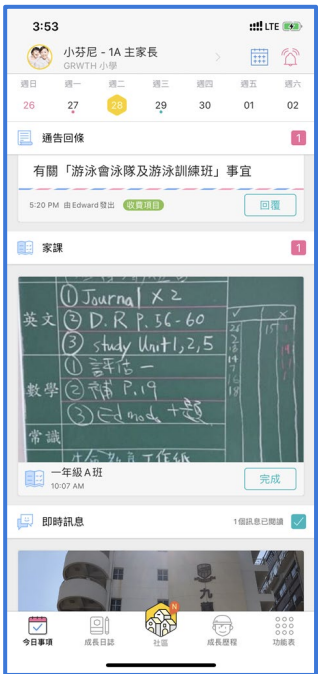 3:53
LTE
小芬尼 - 1A 主家長
GRWTH 小學
週日 週一 週二 週三 週四 週五 週六
26 27 28 29 30 01 02
通告回條
1
有關「游泳會泳隊及游泳訓練班」事宜
5:20 PM 由 Edward 發出 收費項目
回覆
家課
1
英文
① Journal X 2
② D.R P.56-60
③ study Unit 1,2,5
數學
① 評估一
② 補 P.19
③ Edmodo +題
常識
一年級 A 班
10:07 AM
完成
即時訊息
1個訊息已閱讀
九
N
今日事項
成長日誌
社區
成長歷程
功能表